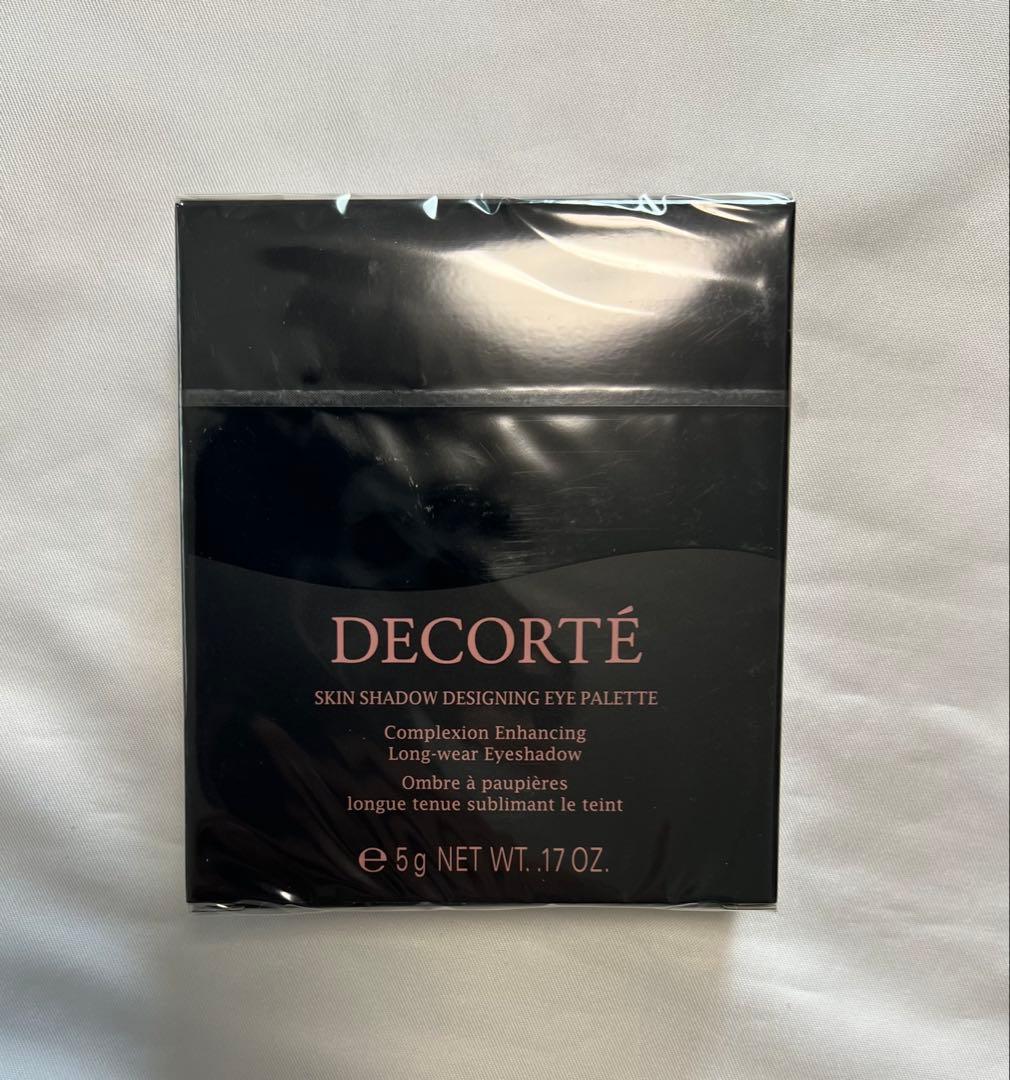 DECORTÉ
SKIN SHADOW DESIGNING EYE PALETTE
Complexion Enhancing
Long-wear Eyeshadow
Ombre à paupières
longue tenue sublimant le teint
℮ 5g NET WT. .17 OZ.